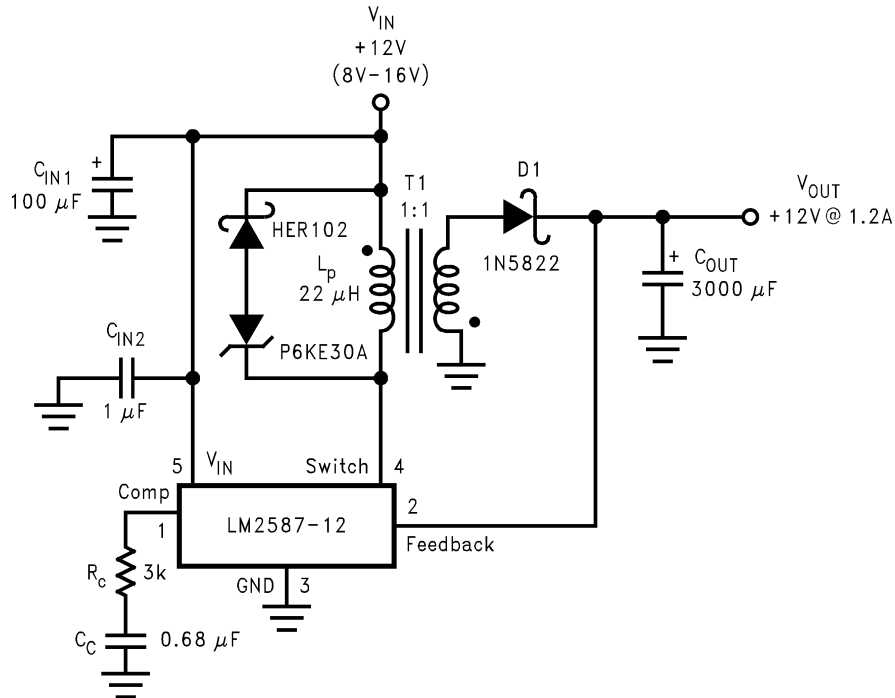 V_IN
+12V
(8V-16V)
C_IN1
+
100 μF
HER102
T1
1:1
D1
1N5822
V_OUT
+12V @ 1.2A
+
C_OUT
3000 μF
L_p
22 μH
P6KE30A
C_IN2
1 μF
5
V_IN
Switch
4
Comp
1
LM2587-12
2
Feedback
GND
3
R_c
3k
C_C
0.68 μF